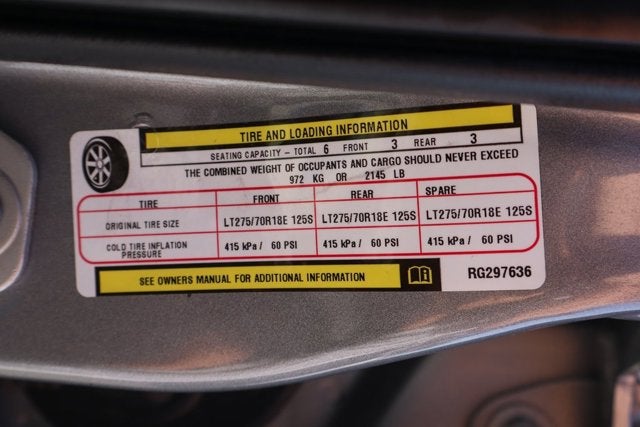 TIRE AND LOADING INFORMATION
SEATING CAPACITY - TOTAL 6 FRONT 3 REAR 3
THE COMBINED WEIGHT OF OCCUPANTS AND CARGO SHOULD NEVER EXCEED
972 KG OR 2145 LB
TIRE FRONT REAR SPARE
ORIGINAL TIRE SIZE LT275/70R18E 125S LT275/70R18E 125S LT275/70R18E 125S
COLD TIRE INFLATION PRESSURE 415 kPa / 60 PSI 415 kPa / 60 PSI 415 kPa / 60 PSI
SEE OWNERS MANUAL FOR ADDITIONAL INFORMATION
RG297636